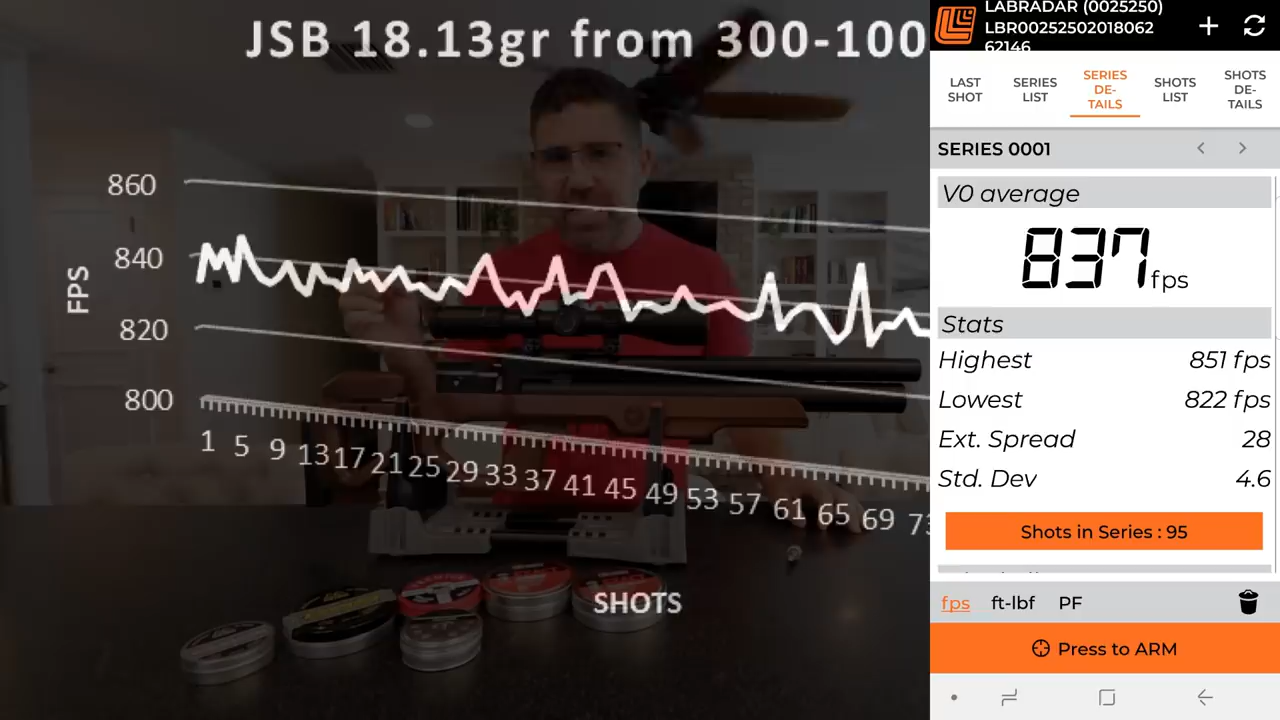 JSB 18.13gr from 300-100
860
840
820
800
FPS
1 5 9 13 17 21 25 29 33 37 41 45 49 53 57 61 65 69 73
SHOTS
LABRADAR (0025250)
LBR00252502018062
62146
LAST
SHOT
SERIES
LIST
SERIES
DE-
TAILS
SHOTS
LIST
SHOTS
DE-
TAILS
SERIES 0001
V0 average
837 fps
Stats
Highest 851 fps
Lowest 822 fps
Ext. Spread 28
Std. Dev 4.6
Shots in Series : 95
fps ft-lbf PF
Press to ARM